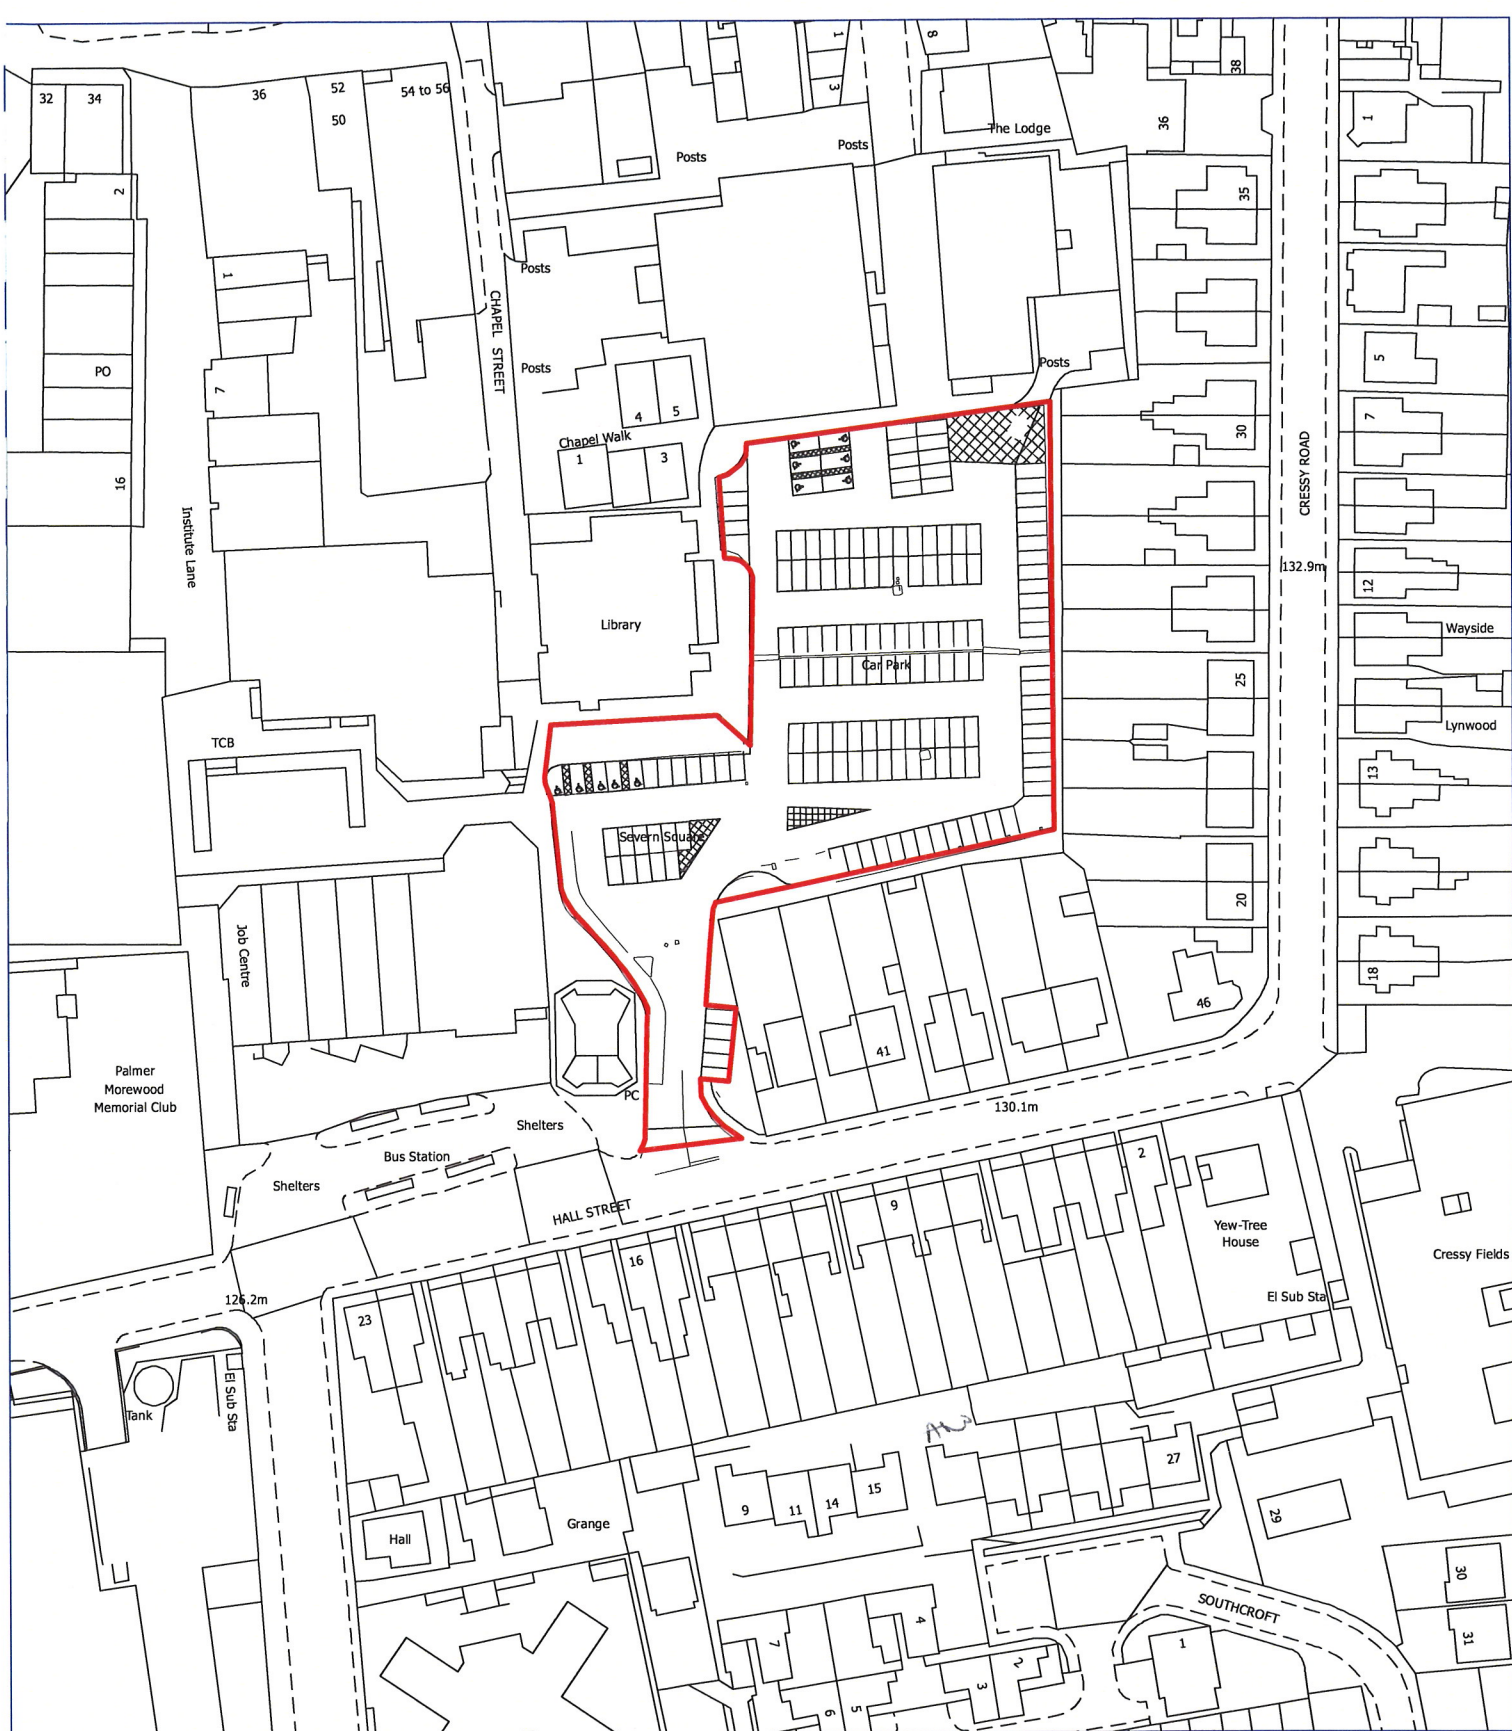 32
34
36
52
50
54 to 56
1
3
8
38
Posts
Posts
The Lodge
36
1
2
35
1
Posts
CHAPEL STREET
Posts
Posts
5
PO
7
4
5
30
7
Chapel Walk
1
3
CRESSY ROAD
16
Institute Lane
132.9m
12
Library
Wayside
Car Park
25
TCB
Lynwood
13
Severn Square
20
Job Centre
18
46
41
Palmer
Morewood
Memorial Club
PC
130.1m
Shelters
Bus Station
2
Shelters
HALL STREET
9
Yew-Tree
House
Cressy Fields
16
126.2m
El Sub Sta
23
El Sub Sta
Tank
27
15
14
9
11
29
Grange
Hall
30
SOUTHCROFT
4
31
7
1
2
3
5
6